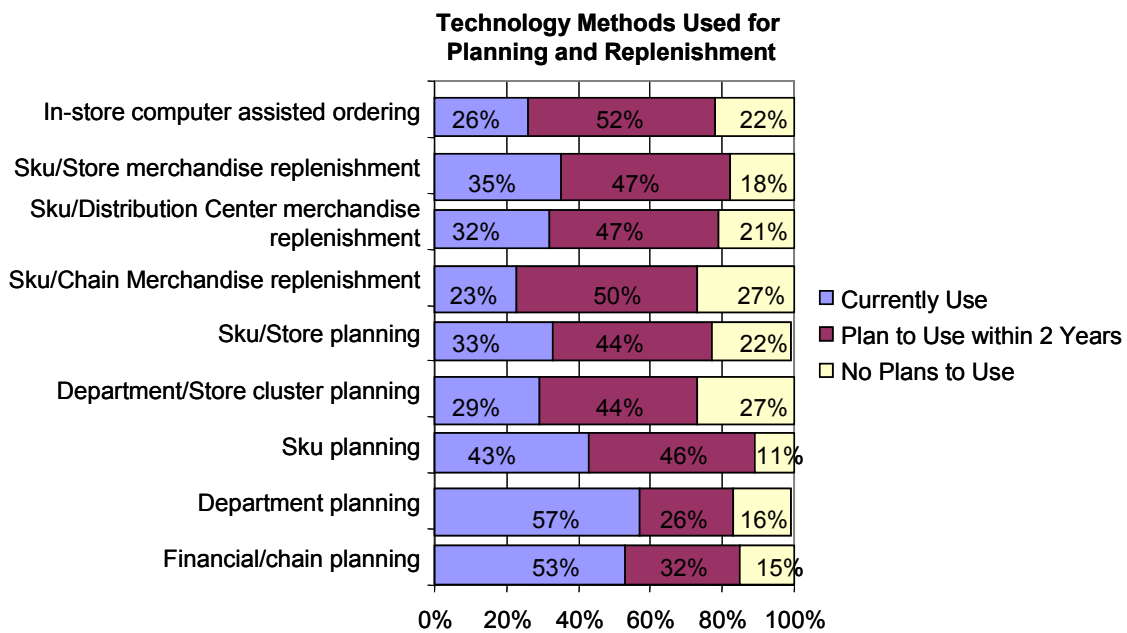 Technology Methods Used for
Planning and Replenishment
In-store computer assisted ordering
26% 52% 22%
Sku/Store merchandise replenishment
35% 47% 18%
Sku/Distribution Center merchandise
replenishment
32% 47% 21%
Sku/Chain Merchandise replenishment
23% 50% 27%
Sku/Store planning
33% 44% 22%
Department/Store cluster planning
29% 44% 27%
Sku planning
43% 46% 11%
Department planning
57% 26% 16%
Financial/chain planning
53% 32% 15%
0% 20% 40% 60% 80% 100%
Currently Use
Plan to Use within 2 Years
No Plans to Use